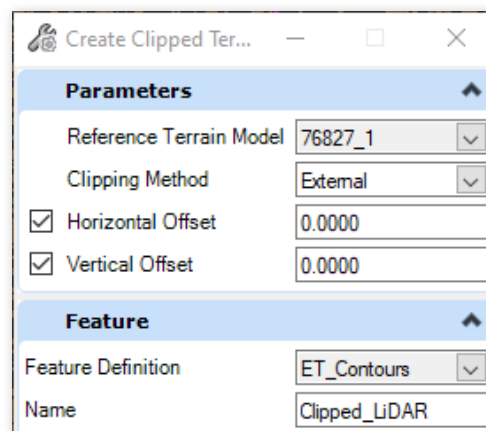 Create Clipped Ter...
Parameters
Reference Terrain Model 76827_1
Clipping Method External
Horizontal Offset 0.0000
Vertical Offset 0.0000
Feature
Feature Definition ET_Contours
Name Clipped_LiDAR